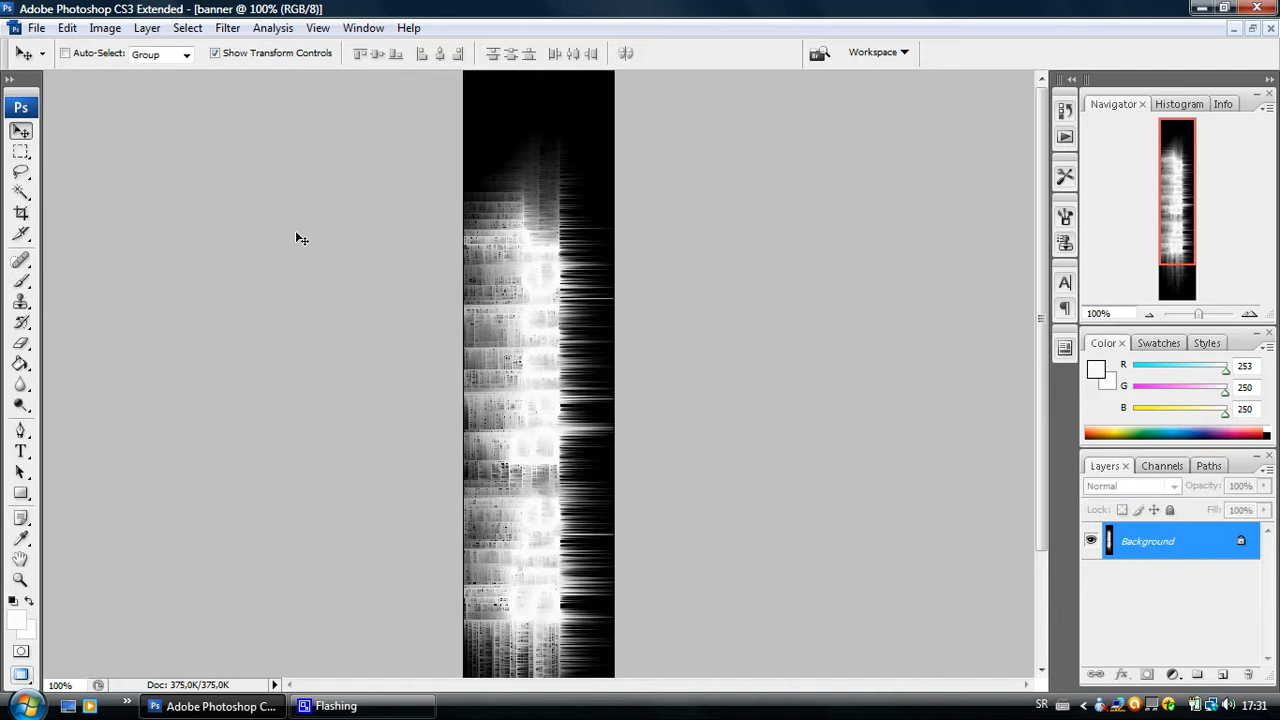 Adobe Photoshop CS3 Extended - [banner @ 100% (RGB/8)]
File Edit Image Layer Select Filter Analysis View Window Help
Auto-Select: Group Show Transform Controls Workspace
Ps
Navigator Histogram Info
100%
Color Swatches Styles
R 253
G 250
B 250
Layers Channels Paths
Normal Opacity: 100%
Lock: Fill: 100%
Background
100% Doc: 375.0K/375.0K
Adobe Photoshop C... Flashing SR 17:31